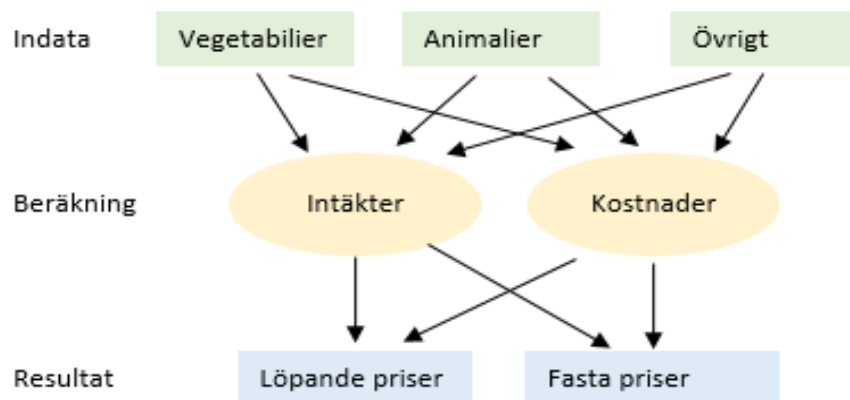 Indata Vegetabilier Animalier Övrigt
Beräkning Intäkter Kostnader
Resultat Löpande priser Fasta priser